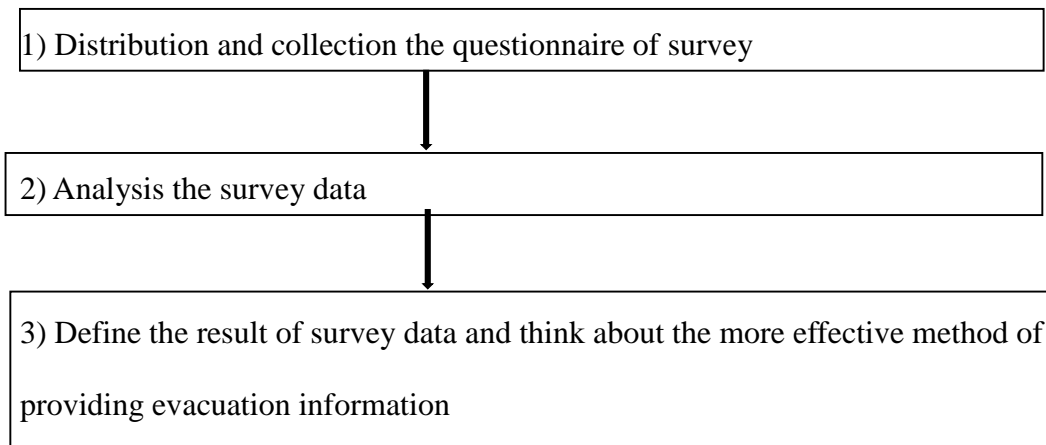 1) Distribution and collection the questionnaire of survey
2) Analysis the survey data
3) Define the result of survey data and think about the more effective method of
providing evacuation information